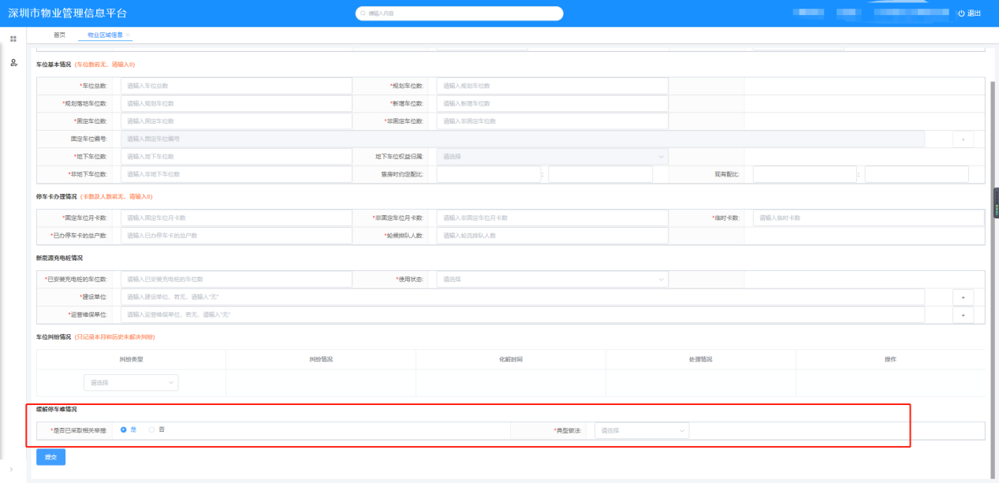 深圳市物业管理信息平台 请输入内容 退出
首页 物业区域信息
车位基本情况 (车位数若无，请输入0)
*车位总数: 请输入车位总数 *规划车位数: 请输入规划车位数
*规划落地车位数: 请输入规划车位数 *新增车位数: 请输入新增车位数
*固定车位数: 请输入固定车位数 *非固定车位数: 请输入非固定车位数
固定车位编号: 请输入固定车位编号 +
*地下车位数: 请输入地下车位数 地下车位权益归属: 请选择
*非地下车位数: 请输入非地下车位数 售房时约定配比: : 现有配比: :
停车卡办理情况 (卡数及人数若无，请输入0)
*固定车位月卡数: 请输入固定车位月卡数 *非固定车位月卡数: 请输入非固定车位月卡数 *临时卡数: 请输入临时卡数
*已办停车卡的总户数: 请输入已办停车卡的总户数 *轮候排队人数: 请输入轮流排队人数
新能源充电桩情况
*已安装充电桩的车位数: 请输入已安装充电桩的车位数 *使用状态: 请选择
*建设单位: 请输入建设单位，若无，请输入"无" +
*运营维保单位: 请输入运营维保单位，若无，请输入"无" +
车位纠纷情况 (只记录本月和历史未解决纠纷)
纠纷类型 纠纷情况 化解时间 处理情况 操作
请选择
缓解停车难情况
*是否已采取相关举措: 是 否 *典型做法: 请选择
提交